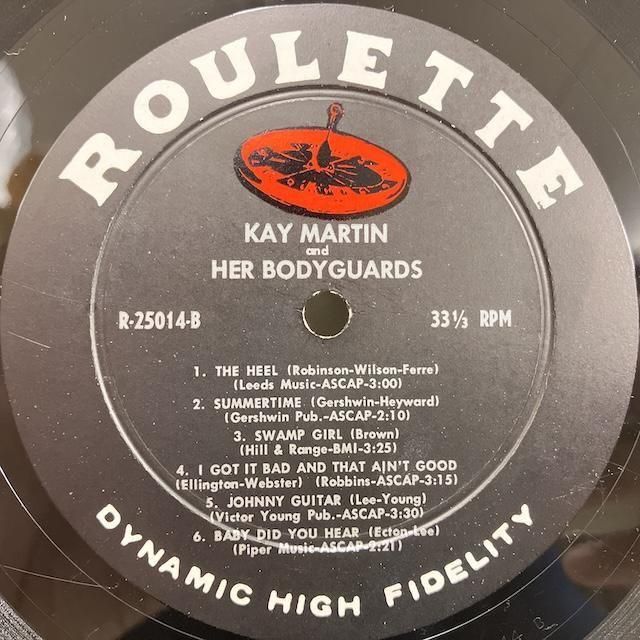 ROULETTE
KAY MARTIN
and
HER BODYGUARDS
R-25014-B 33⅓ RPM
1. THE HEEL (Robinson-Wilson-Ferre)
(Leeds Music-ASCAP-3:00)
2. SUMMERTIME (Gershwin-Heyward)
(Gershwin Pub.-ASCAP-2:10)
3. SWAMP GIRL (Brown)
(Hill & Range-BMI-3:25)
4. I GOT IT BAD AND THAT AIN'T GOOD
(Ellington-Webster) (Robbins-ASCAP-3:15)
5. JOHNNY GUITAR (Lee-Young)
(Victor Young Pub.-ASCAP-3:30)
6. BABY DID YOU HEAR (Ecton-Lee)
(Piper Music-ASCAP-2:21)
DYNAMIC HIGH FIDELITY